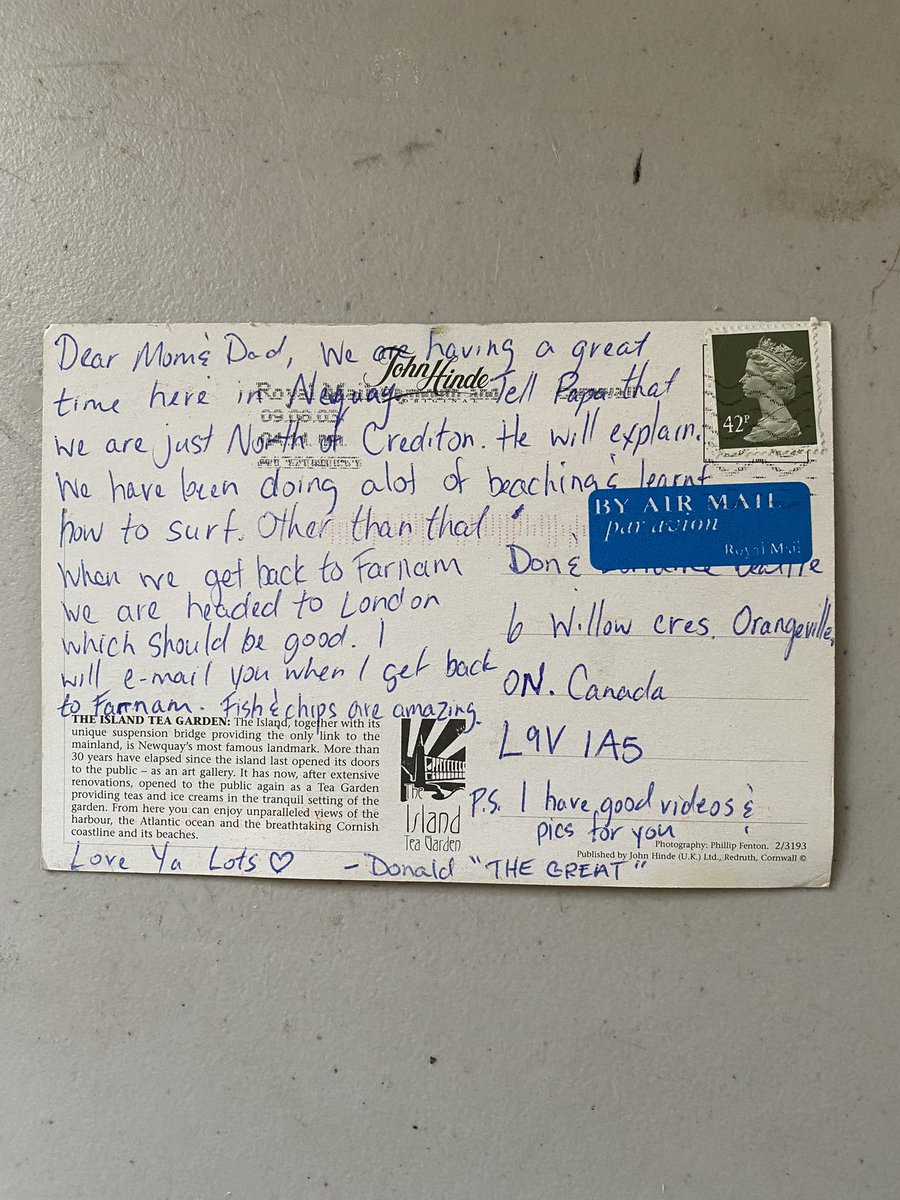 Dear Mom & Dad, We are having a great
time here in Newquay. Tell Papa that
we are just North of Crediton. He will explain.
We have been doing alot of beaching & learnt
how to surf. Other than that
when we get back to Farnam
we are headed to London
which should be good. I
will e-mail you when I get back
to Farnam. Fish & chips are amazing.
John Hinde
ORIGINAL
Royal Mail
42P
BY AIR MAIL
par avion
Royal Mail
Don &
6 Willow cres. Orangeville,
ON. Canada
L9V 1A5
P.S. I have good videos &
pics for you !
THE ISLAND TEA GARDEN: The Island, together with its
unique suspension bridge providing the only link to the
mainland, is Newquay's most famous landmark. More than
30 years have elapsed since the island last opened its doors
to the public – as an art gallery. It has now, after extensive
renovations, opened to the public again as a Tea Garden
providing teas and ice creams in the tranquil setting of the
garden. From here you can enjoy unparalleled views of the
harbour, the Atlantic ocean and the breathtaking Cornish
coastline and its beaches.
The
Island
Tea Garden
Photography: Phillip Fenton. 2/3193
Published by John Hinde (U.K.) Ltd., Redruth, Cornwall ©
Love Ya Lots ♡ – Donald "THE GREAT"